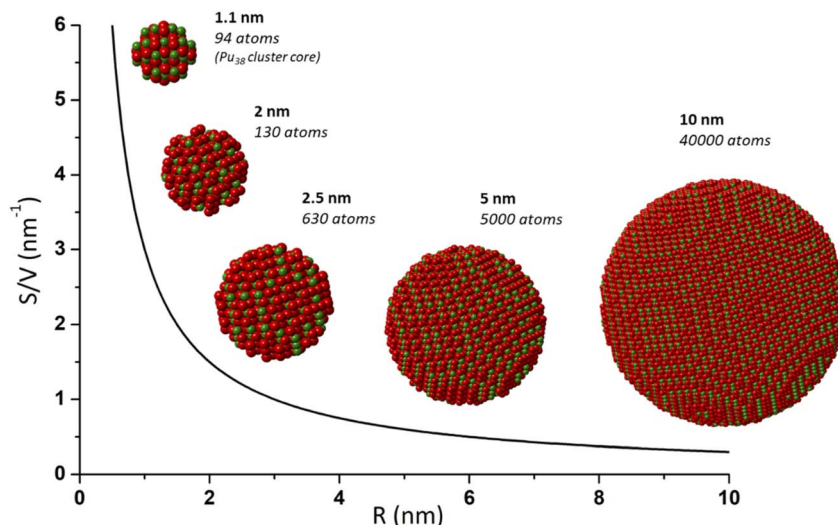 6
5
4
3
2
1
0
S/V (nm⁻¹)
1.1 nm
94 atoms
(Pu₃₈ cluster core)
2 nm
130 atoms
2.5 nm
630 atoms
5 nm
5000 atoms
10 nm
40000 atoms
0 2 4 6 8 10
R (nm)